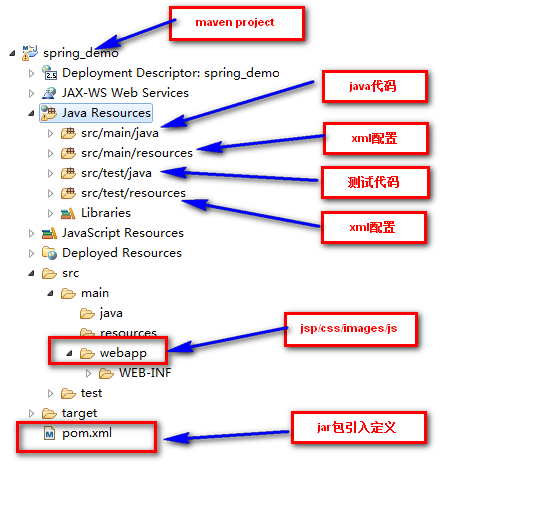 maven project
spring_demo
Deployment Descriptor: spring_demo
JAX-WS Web Services
java代码
Java Resources
src/main/java
xml配置
src/main/resources
src/test/java
测试代码
src/test/resources
Libraries
xml配置
JavaScript Resources
Deployed Resources
src
main
java
resources
jsp/css/images/js
webapp
WEB-INF
test
target
jar包引入定义
pom.xml